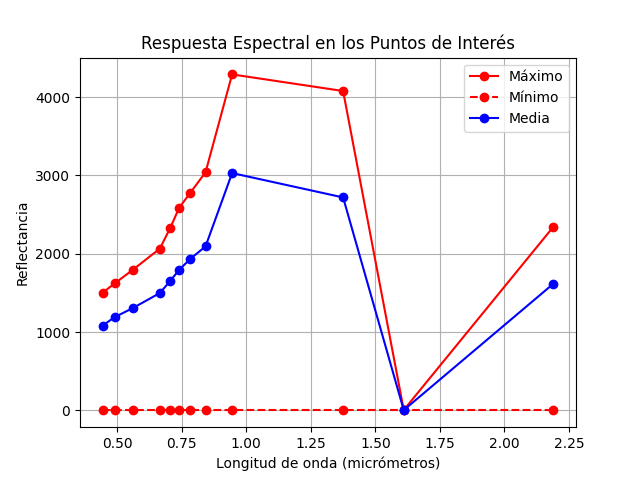 Respuesta Espectral en los Puntos de Interés
Máximo
Mínimo
Media
Reflectancia
4000
3000
2000
1000
0
0.50 0.75 1.00 1.25 1.50 1.75 2.00 2.25
Longitud de onda (micrómetros)